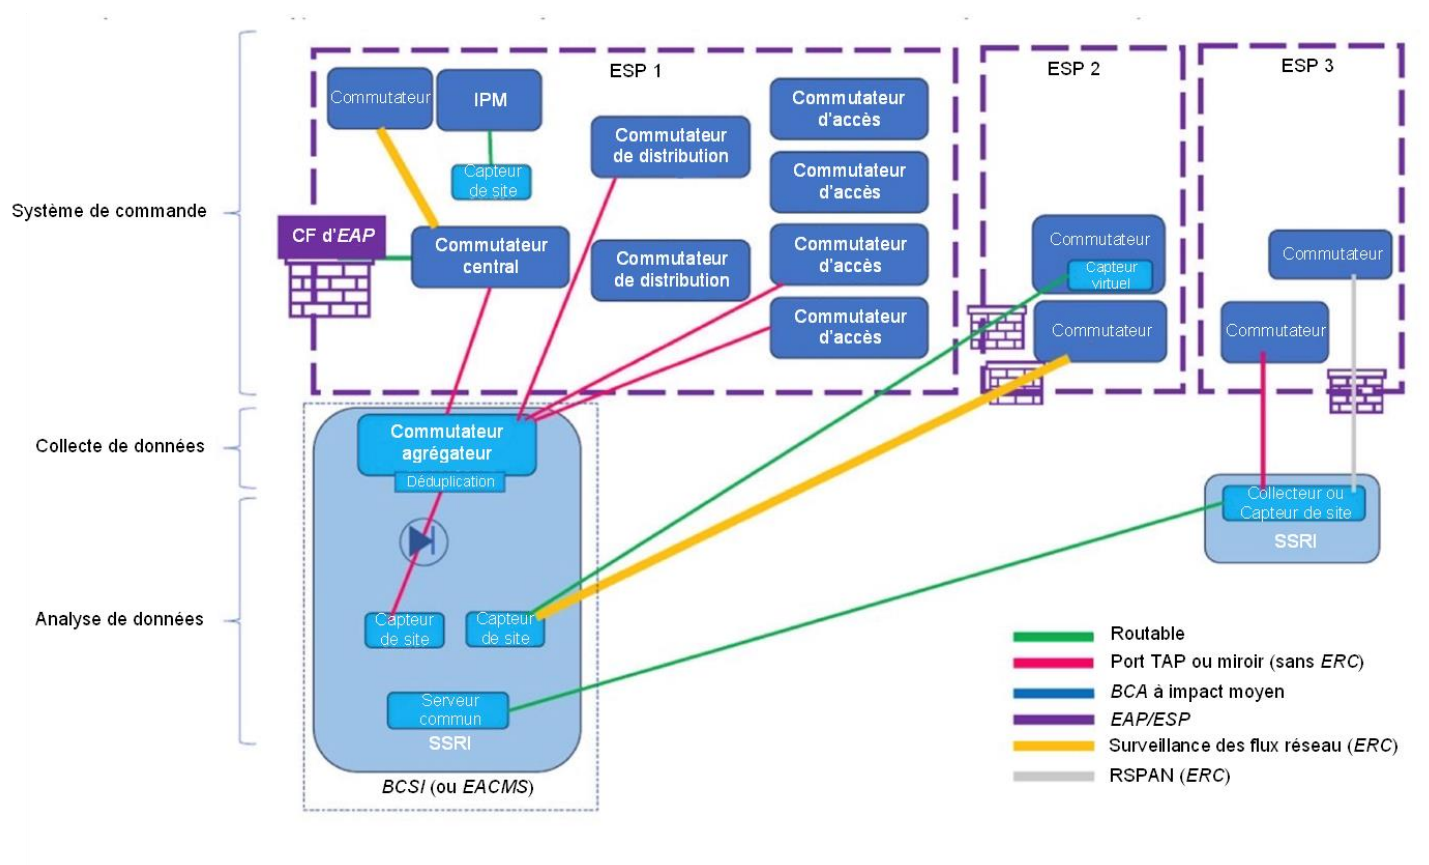 ESP 1
ESP 2
ESP 3
Commutateur
IPM
Capteur
de site
Commutateur
de distribution
Commutateur
d'accès
Commutateur
d'accès
Système de commande
CF d'EAP
Commutateur
central
Commutateur
de distribution
Commutateur
d'accès
Commutateur
d'accès
Commutateur
Capteur
virtuel
Commutateur
Commutateur
Commutateur
Collecte de données
Commutateur
agrégateur
Déduplication
Collecteur ou
Capteur de site
SSRI
Analyse de données
Capteur
de site
Capteur
de site
Serveur
commun
SSRI
BCSI (ou EACMS)
Routable
Port TAP ou miroir (sans ERC)
BCA à impact moyen
EAP/ESP
Surveillance des flux réseau (ERC)
RSPAN (ERC)